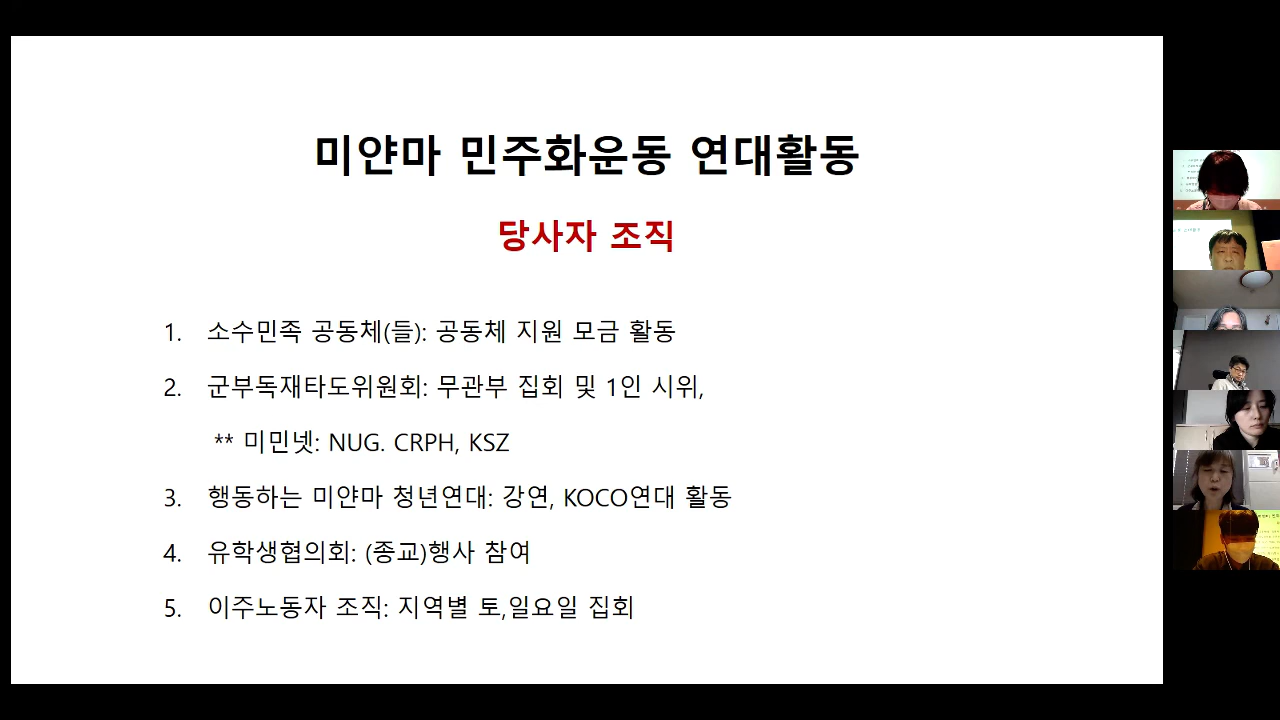 미얀마 민주화운동 연대활동
당사자 조직
1. 소수민족 공동체(들): 공동체 지원 모금 활동
2. 군부독재타도위원회: 무관부 집회 및 1인 시위,
** 미민넷: NUG. CRPH, KSZ
3. 행동하는 미얀마 청년연대: 강연, KOCO연대 활동
4. 유학생협의회: (종교)행사 참여
5. 이주노동자 조직: 지역별 토,일요일 집회